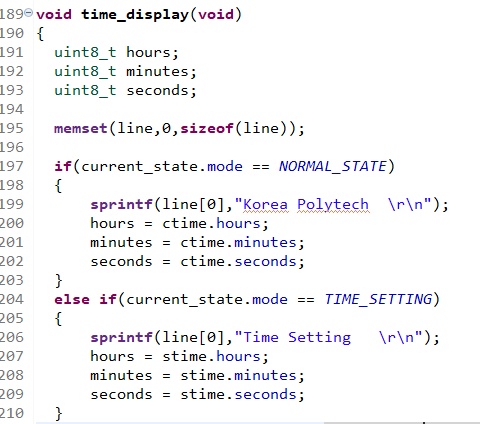 189 void time_display(void)
190 {
191   uint8_t hours;
192   uint8_t minutes;
193   uint8_t seconds;
194
195   memset(line,0,sizeof(line));
196
197   if(current_state.mode == NORMAL_STATE)
198   {
199       sprintf(line[0],"Korea Polytech  \r\n");
200       hours = ctime.hours;
201       minutes = ctime.minutes;
202       seconds = ctime.seconds;
203   }
204   else if(current_state.mode == TIME_SETTING)
205   {
206       sprintf(line[0],"Time Setting   \r\n");
207       hours = stime.hours;
208       minutes = stime.minutes;
209       seconds = stime.seconds;
210   }